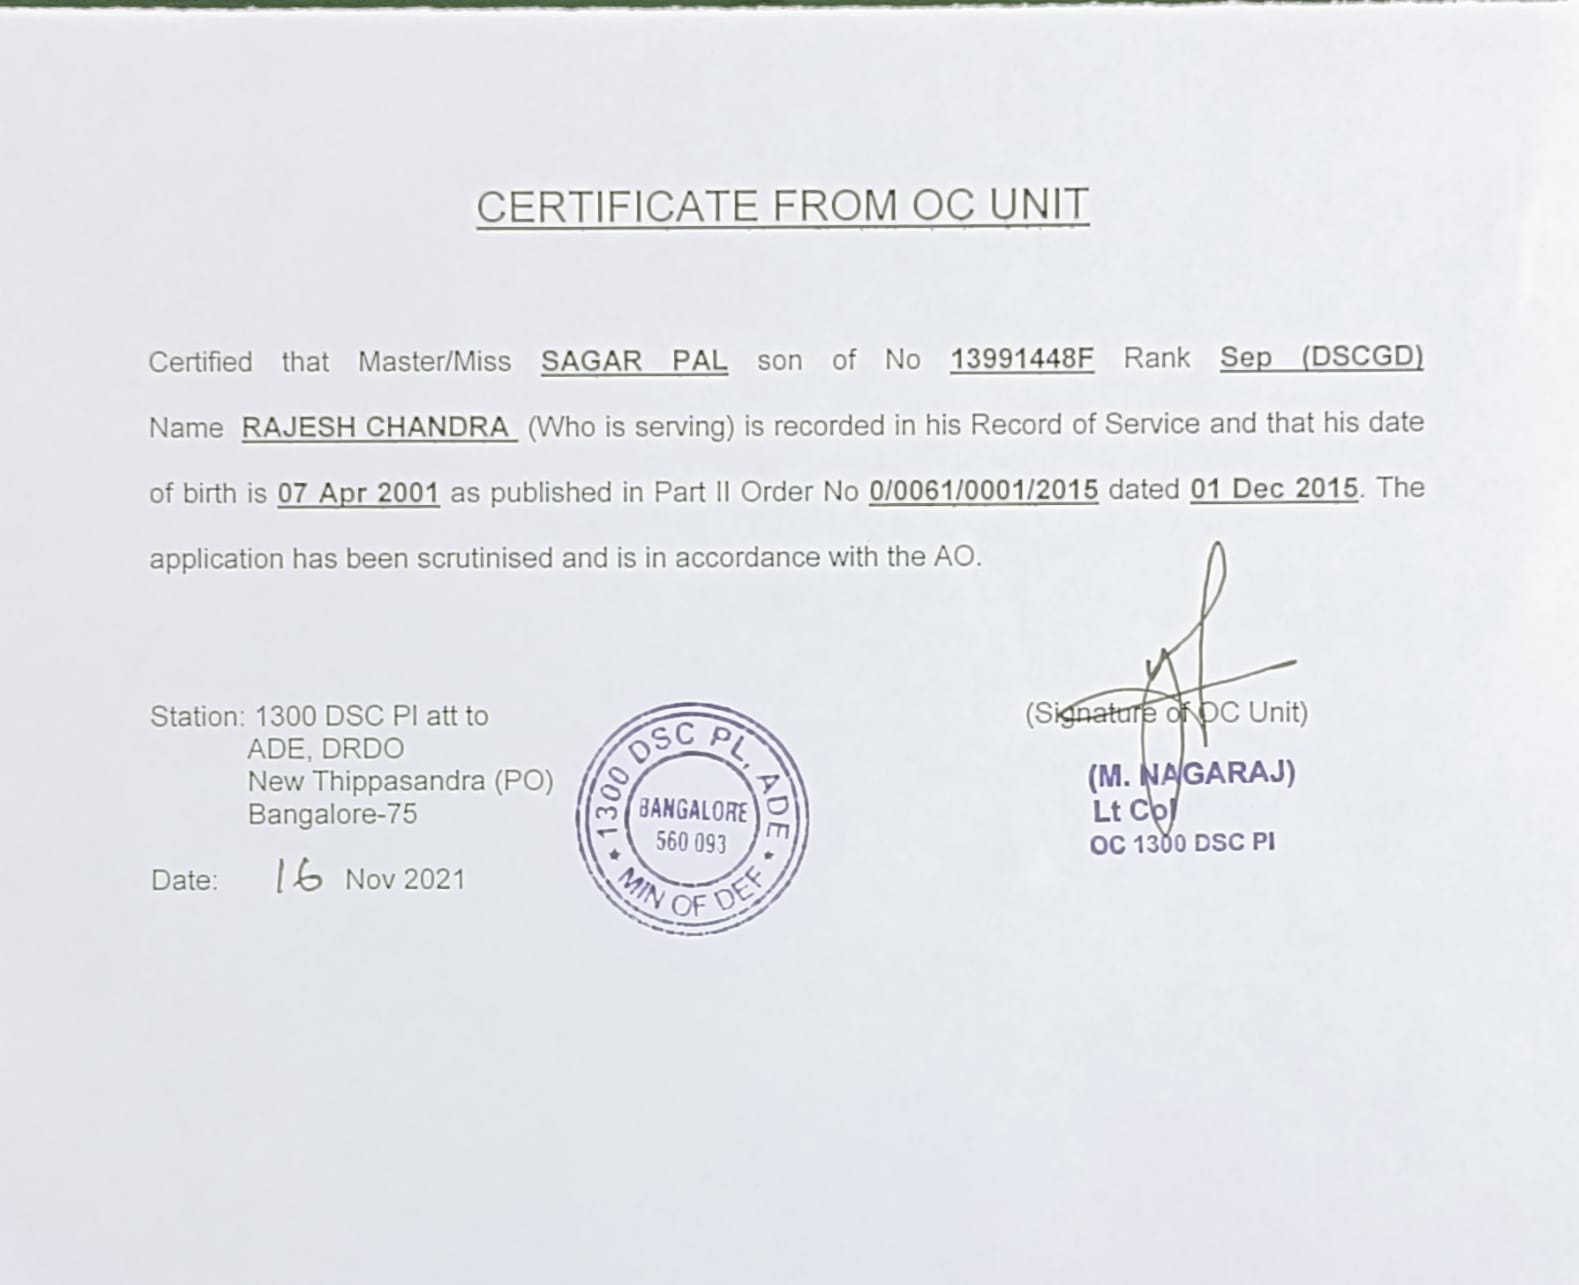 CERTIFICATE FROM OC UNIT
Certified that Master/Miss SAGAR PAL son of No 13991448F Rank Sep (DSCGD)
Name RAJESH CHANDRA (Who is serving) is recorded in his Record of Service and that his date
of birth is 07 Apr 2001 as published in Part II Order No 0/0061/0001/2015 dated 01 Dec 2015. The
application has been scrutinised and is in accordance with the AO.
Station: 1300 DSC Pl att to
ADE, DRDO
New Thippasandra (PO)
Bangalore-75
Date: 16 Nov 2021
1300 DSC PL, ADE
BANGALORE
560 093
★ MIN OF DEF ★
(Signature of OC Unit)
(M. NAGARAJ)
Lt Col
OC 1300 DSC Pl